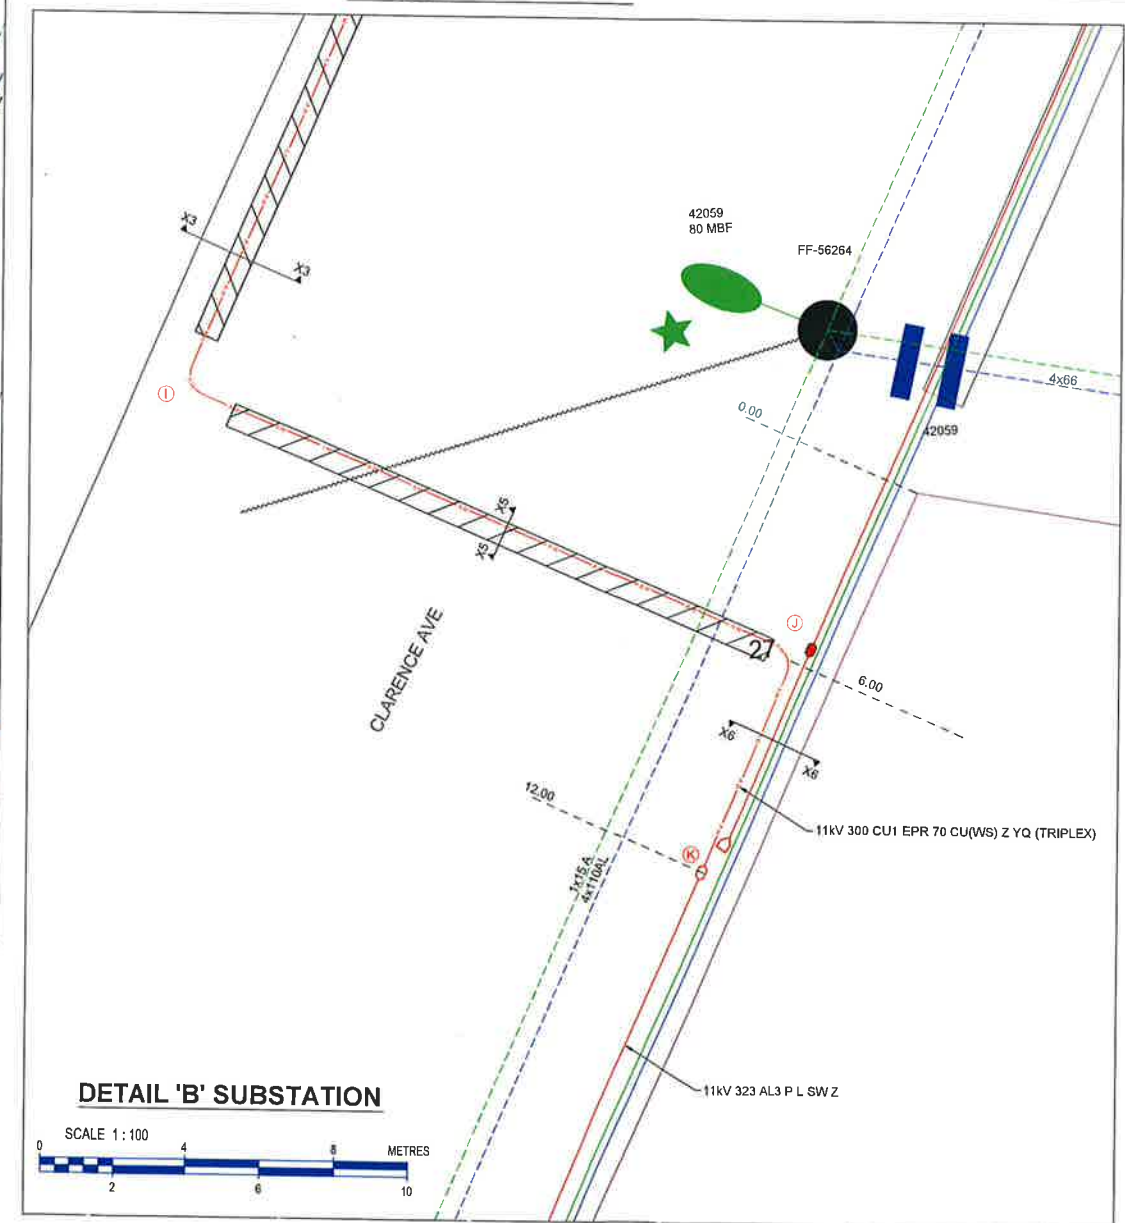 X3
X3
42059
80 MBF
FF-56264
I
0.00
4x66
42059
X5
X5
CLARENCE AVE
27
J
6.00
X6
X6
12.00
11kV 300 CU1 EPR 70 CU(WS) Z YQ (TRIPLEX)
K
1x15 A
4x110AL
11kV 323 AL3 P L SW Z
DETAIL 'B' SUBSTATION
SCALE 1 : 100
0 4 8 METRES
2 6 10